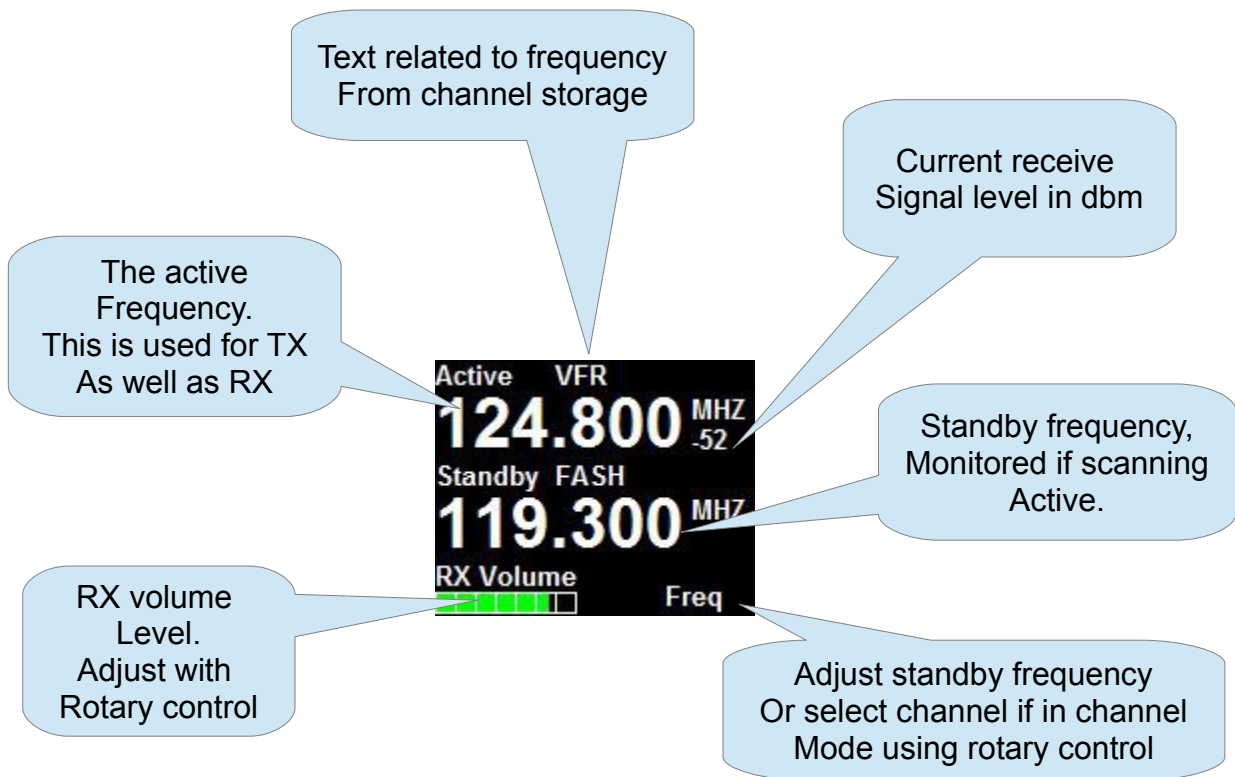 Text related to frequency
From channel storage
Current receive
Signal level in dbm
The active
Frequency.
This is used for TX
As well as RX
Active VFR
124.800 MHZ
-52
Standby FASH
119.300 MHZ
RX Volume
Freq
Standby frequency,
Monitored if scanning
Active.
RX volume
Level.
Adjust with
Rotary control
Adjust standby frequency
Or select channel if in channel
Mode using rotary control